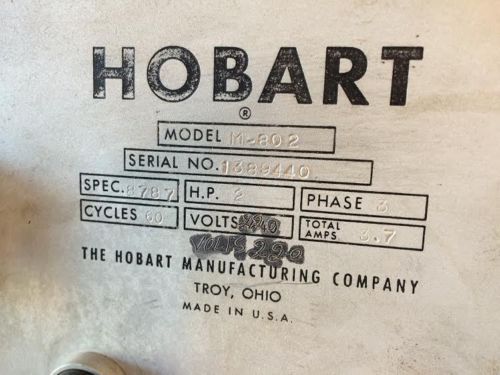 HOBART
®
MODEL M-802
SERIAL NO. 1389440
SPEC. 8787 H.P. 2 PHASE 3
CYCLES 60 VOLTS TOTAL AMPS 3.7
VOLTS 220
THE HOBART MANUFACTURING COMPANY
TROY, OHIO
MADE IN U.S.A.